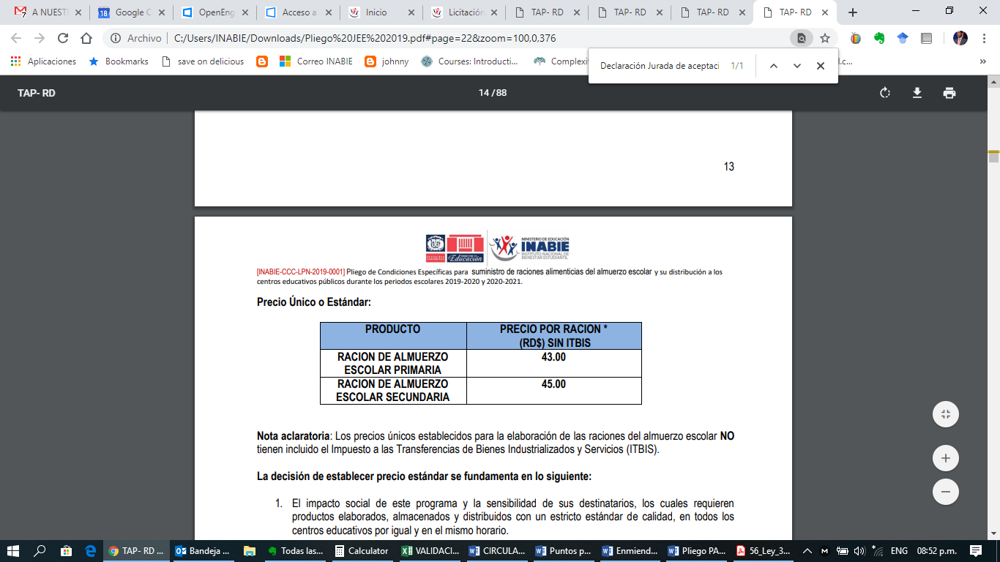 A NUEST
Google C
OpenEng
Acceso a
Inicio
Licitación
TAP- RD
TAP- RD
TAP- RD
TAP- RD
Archivo C:/Users/INABIE/Downloads/Pliego%20JEE%202019.pdf#page=22&zoom=100,0,376
Aplicaciones
Bookmarks
save on delicious
Correo INABIE
johnny
Courses: Introducti...
Complexi
l.c...
»
Declaración Jurada de aceptaci 1/1
TAP- RD
14 / 88
13
MINISTERIO DE EDUCACIÓN
INABIE
INSTITUTO NACIONAL DE
BIENESTAR ESTUDIANTIL
Educación
[INABIE-CCC-LPN-2019-0001] Pliego de Condiciones Específicas para suministro de raciones alimenticias del almuerzo escolar y su distribución a los
centros educativos públicos durante los periodos escolares 2019-2020 y 2020-2021.
Precio Único o Estándar:
PRODUCTO
PRECIO POR RACION *
(RD$) SIN ITBIS
RACION DE ALMUERZO
ESCOLAR PRIMARIA
43.00
RACION DE ALMUERZO
ESCOLAR SECUNDARIA
45.00
Nota aclaratoria: Los precios únicos establecidos para la elaboración de las raciones del almuerzo escolar NO
tienen incluido el Impuesto a las Transferencias de Bienes Industrializados y Servicios (ITBIS).
La decisión de establecer precio estándar se fundamenta en lo siguiente:
1. El impacto social de este programa y la sensibilidad de sus destinatarios, los cuales requieren
productos elaborados, almacenados y distribuidos con un estricto estándar de calidad, en todos los
centros educativos por igual y en el mismo horario.
TAP- RD ...
Bandeja ...
Todas las...
Calculator
VALIDACI...
CIRCULA...
Puntos p...
Enmiend...
Pliego PA...
56_Ley_3...
ENG
08:52 p.m.